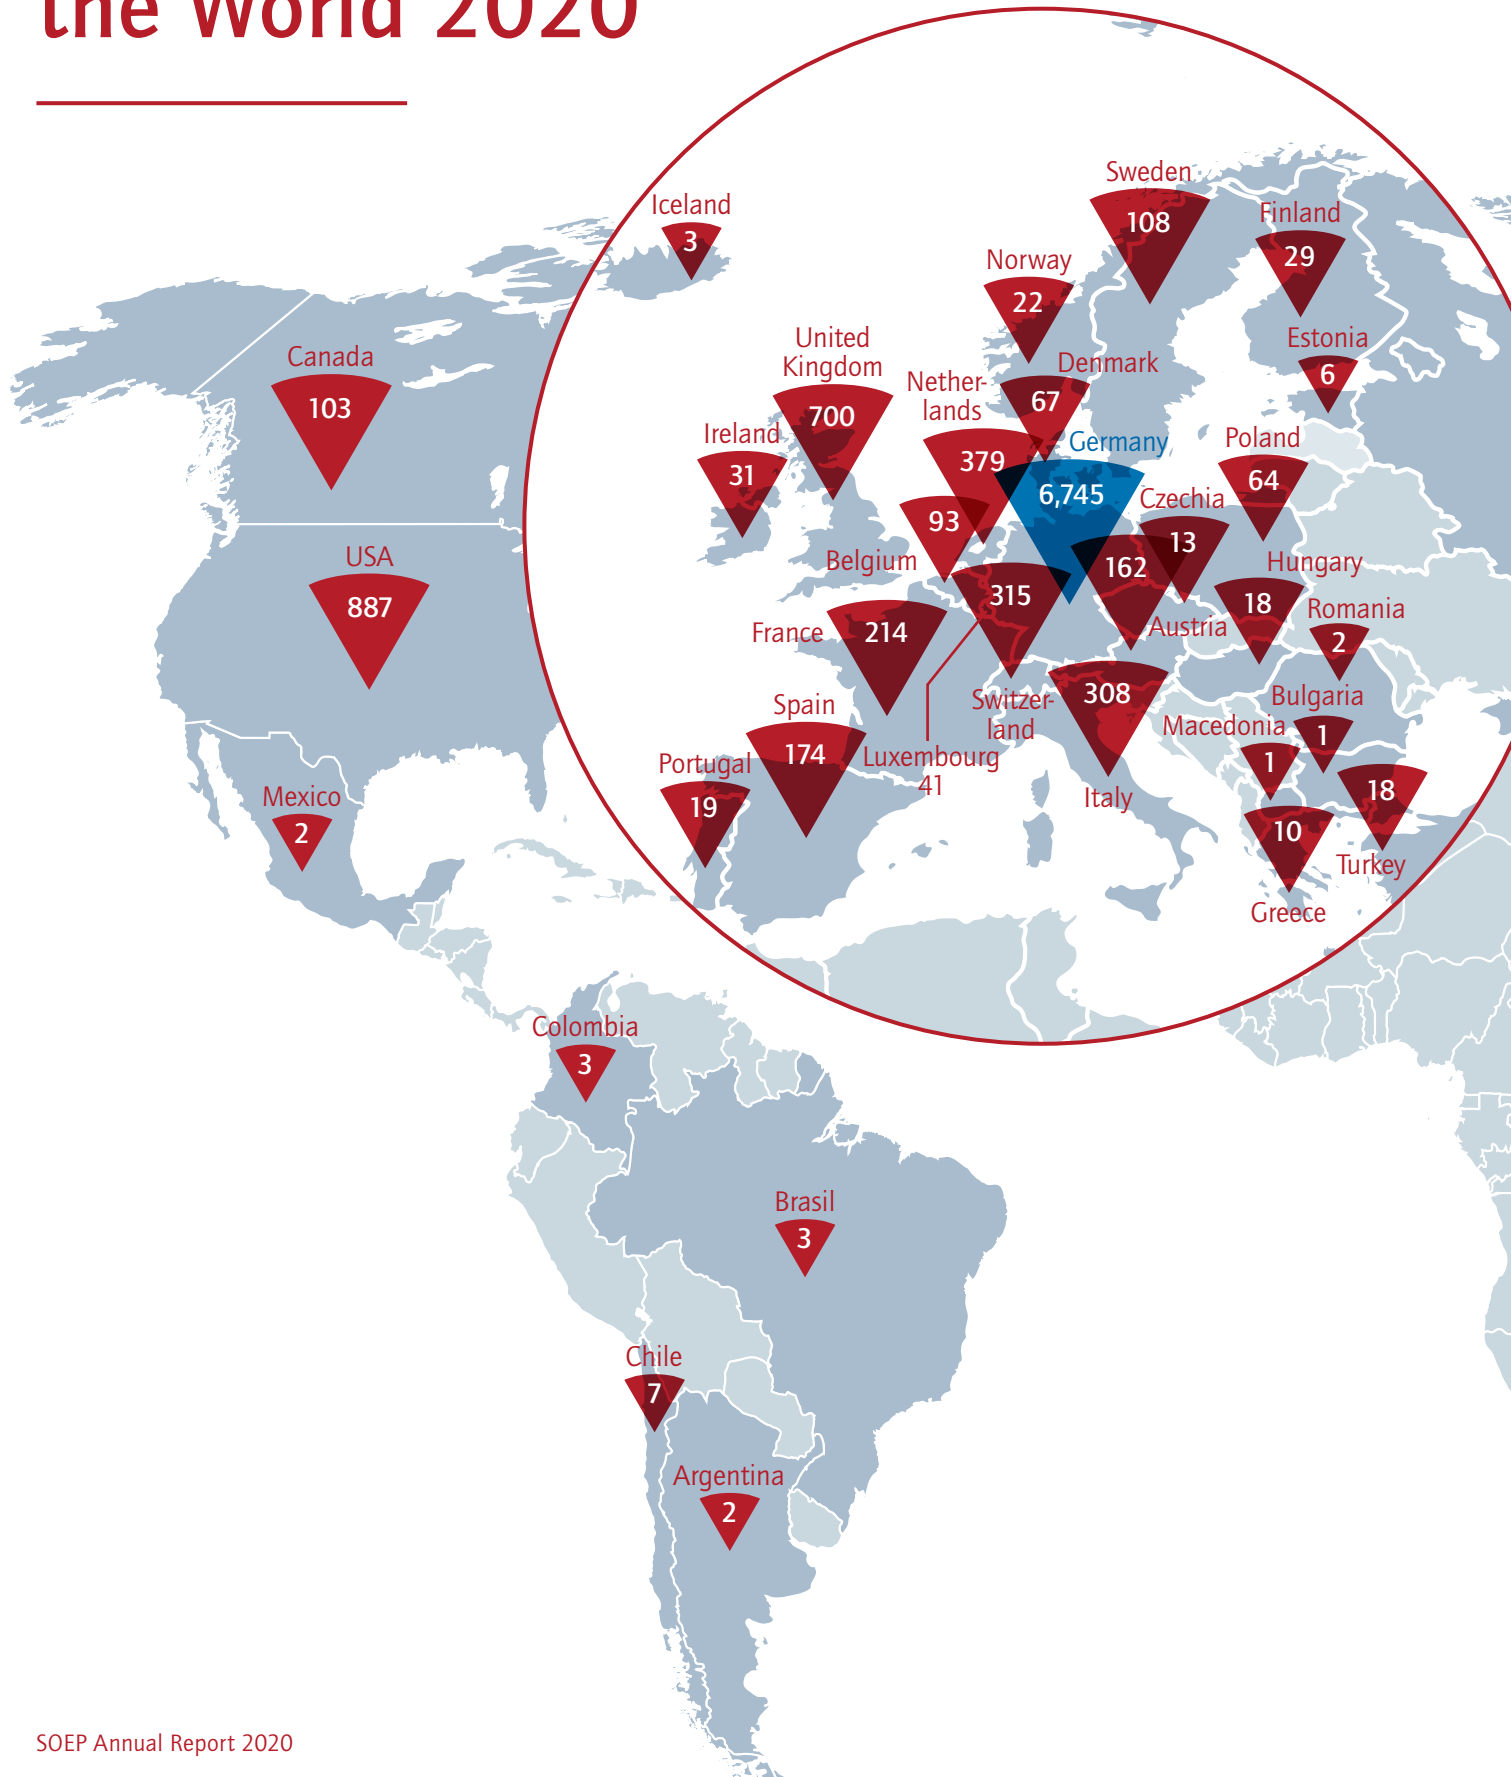 the World 2020
Iceland
3
Sweden
108
Finland
29
Norway
22
Canada
103
United
Kingdom
700
Denmark
67
Estonia
6
Nether-
lands
379
Ireland
31
Germany
6,745
Poland
64
Czechia
13
Belgium
93
USA
887
162
Austria
Hungary
18
315
Switzer-
land
Romania
2
France
214
308
Italy
Bulgaria
1
Macedonia
1
Spain
174
Luxembourg
41
Portugal
19
18
Turkey
Mexico
2
10
Greece
Colombia
3
Brasil
3
Chile
7
Argentina
2
SOEP Annual Report 2020